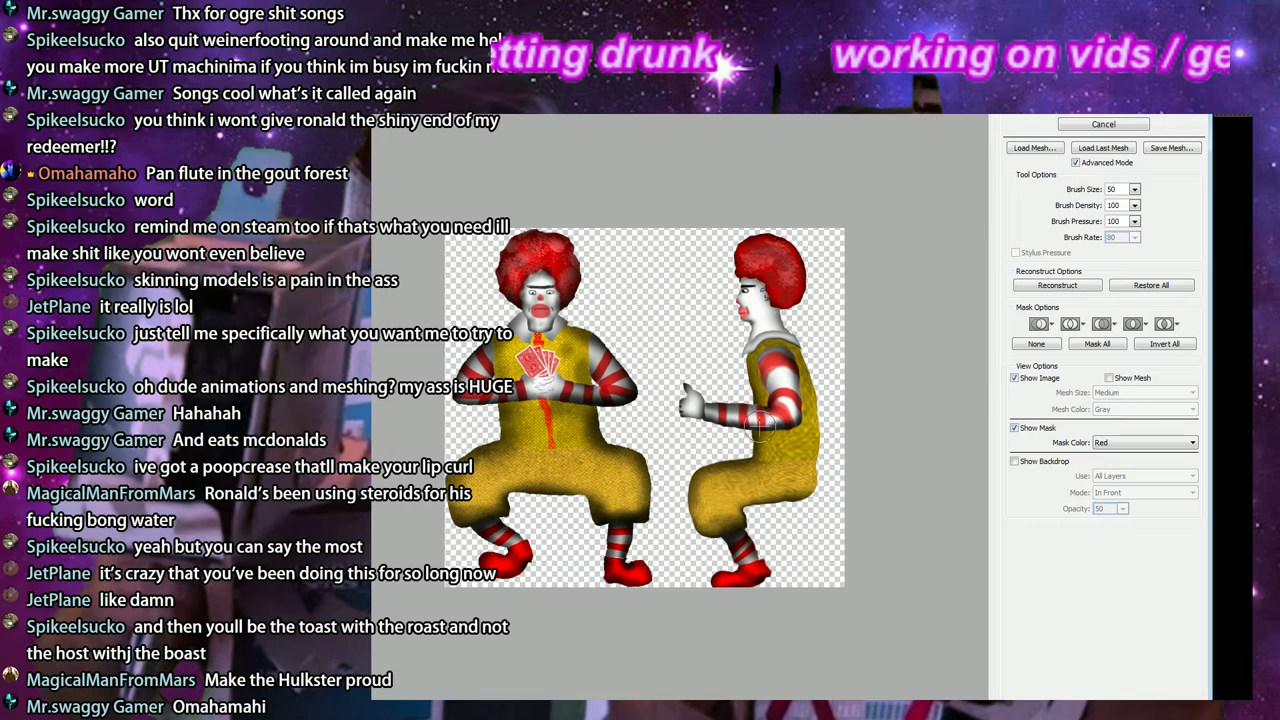 Mr.swaggy Gamer Thx for ogre shit songs
Spikeelsucko also quit weinerfooting around and make me
you make more UT machinima if you think im busy im fuckin
Mr.swaggy Gamer Songs cool what's it called again
Spikeelsucko you think i wont give ronald the shiny end of my
redeemer!!?
Omahamaho Pan flute in the gout forest
Spikeelsucko word
Spikeelsucko remind me on steam too if thats what you need ill
make shit like you wont even believe
Spikeelsucko skinning models is a pain in the ass
JetPlane it really is lol
Spikeelsucko just tell me specifically what you want me to try to
make
Spikeelsucko oh dude animations and meshing? my ass is HUGE
Mr.swaggy Gamer Hahahah
Mr.swaggy Gamer And eats mcdonalds
Spikeelsucko ive got a poopcrease thatll make your lip curl
MagicalManFromMars Ronald's been using steroids for his
fucking bong water
Spikeelsucko yeah but you can say the most
JetPlane it's crazy that you've been doing this for so long now
JetPlane like damn
Spikeelsucko and then youll be the toast with the roast and not
the host withj the boast
MagicalManFromMars Make the Hulkster proud
Mr.swaggy Gamer Omahamahi
tting drunk working on vids / ge
Cancel
Load Mesh... Load Last Mesh Save Mesh...
Advanced Mode
Tool Options
Brush Size: 50
Brush Density: 100
Brush Pressure: 100
Brush Rate: 80
Stylus Pressure
Reconstruct Options
Reconstruct Restore All
Mask Options
None Mask All Invert All
View Options
Show Image Show Mesh
Mesh Size: Medium
Mesh Color: Gray
Show Mask
Mask Color: Red
Show Backdrop
Use: All Layers
Mode: In Front
Opacity: 50